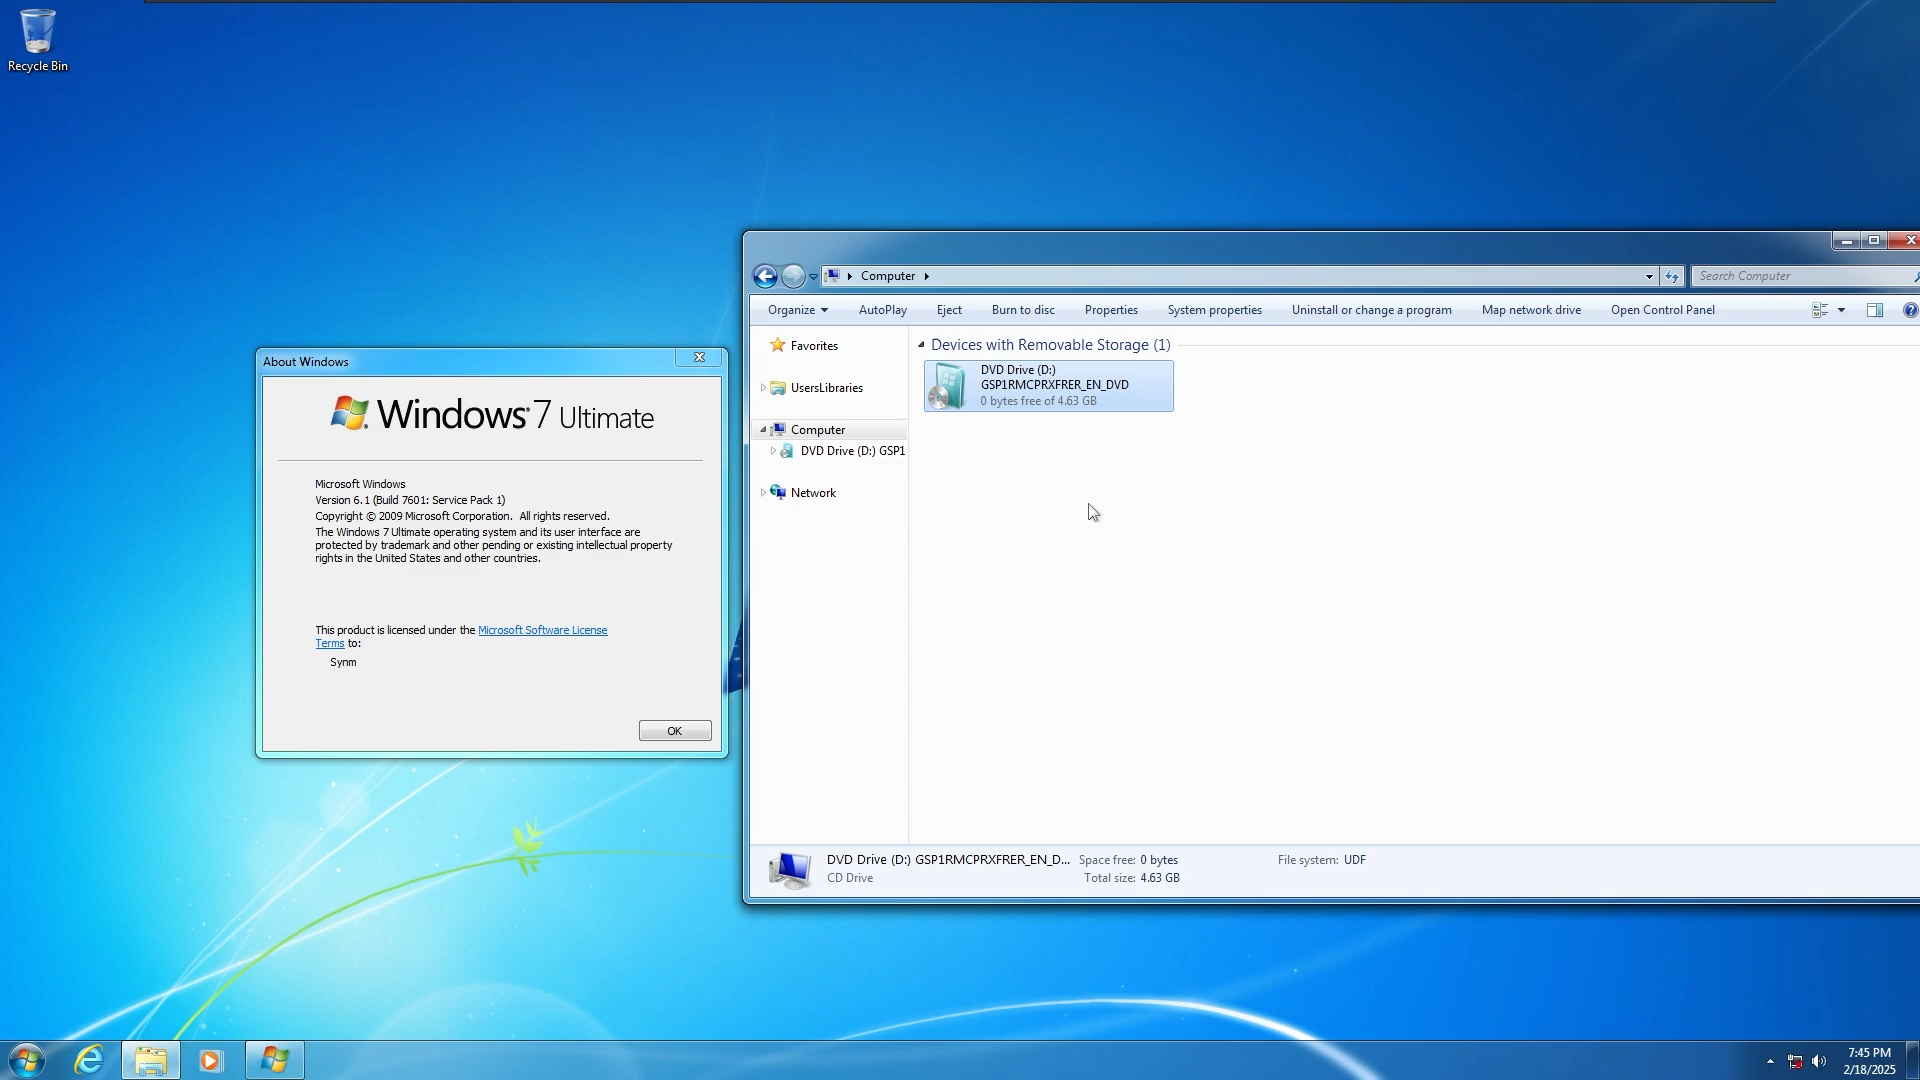 Recycle Bin
Computer
Search Computer
Organize
AutoPlay
Eject
Burn to disc
Properties
System properties
Uninstall or change a program
Map network drive
Open Control Panel
Favorites
UsersLibraries
Computer
DVD Drive (D:) GSP1
Network
Devices with Removable Storage (1)
DVD Drive (D:)
GSP1RMCPRXFRER_EN_DVD
0 bytes free of 4.63 GB
DVD Drive (D:) GSP1RMCPRXFRER_EN_D...
Space free: 0 bytes
File system: UDF
CD Drive
Total size: 4.63 GB
About Windows
Windows 7 Ultimate
Microsoft Windows
Version 6.1 (Build 7601: Service Pack 1)
Copyright © 2009 Microsoft Corporation. All rights reserved.
The Windows 7 Ultimate operating system and its user interface are
protected by trademark and other pending or existing intellectual property
rights in the United States and other countries.
This product is licensed under the Microsoft Software License
Terms to:
Synm
OK
7:45 PM
2/18/2025